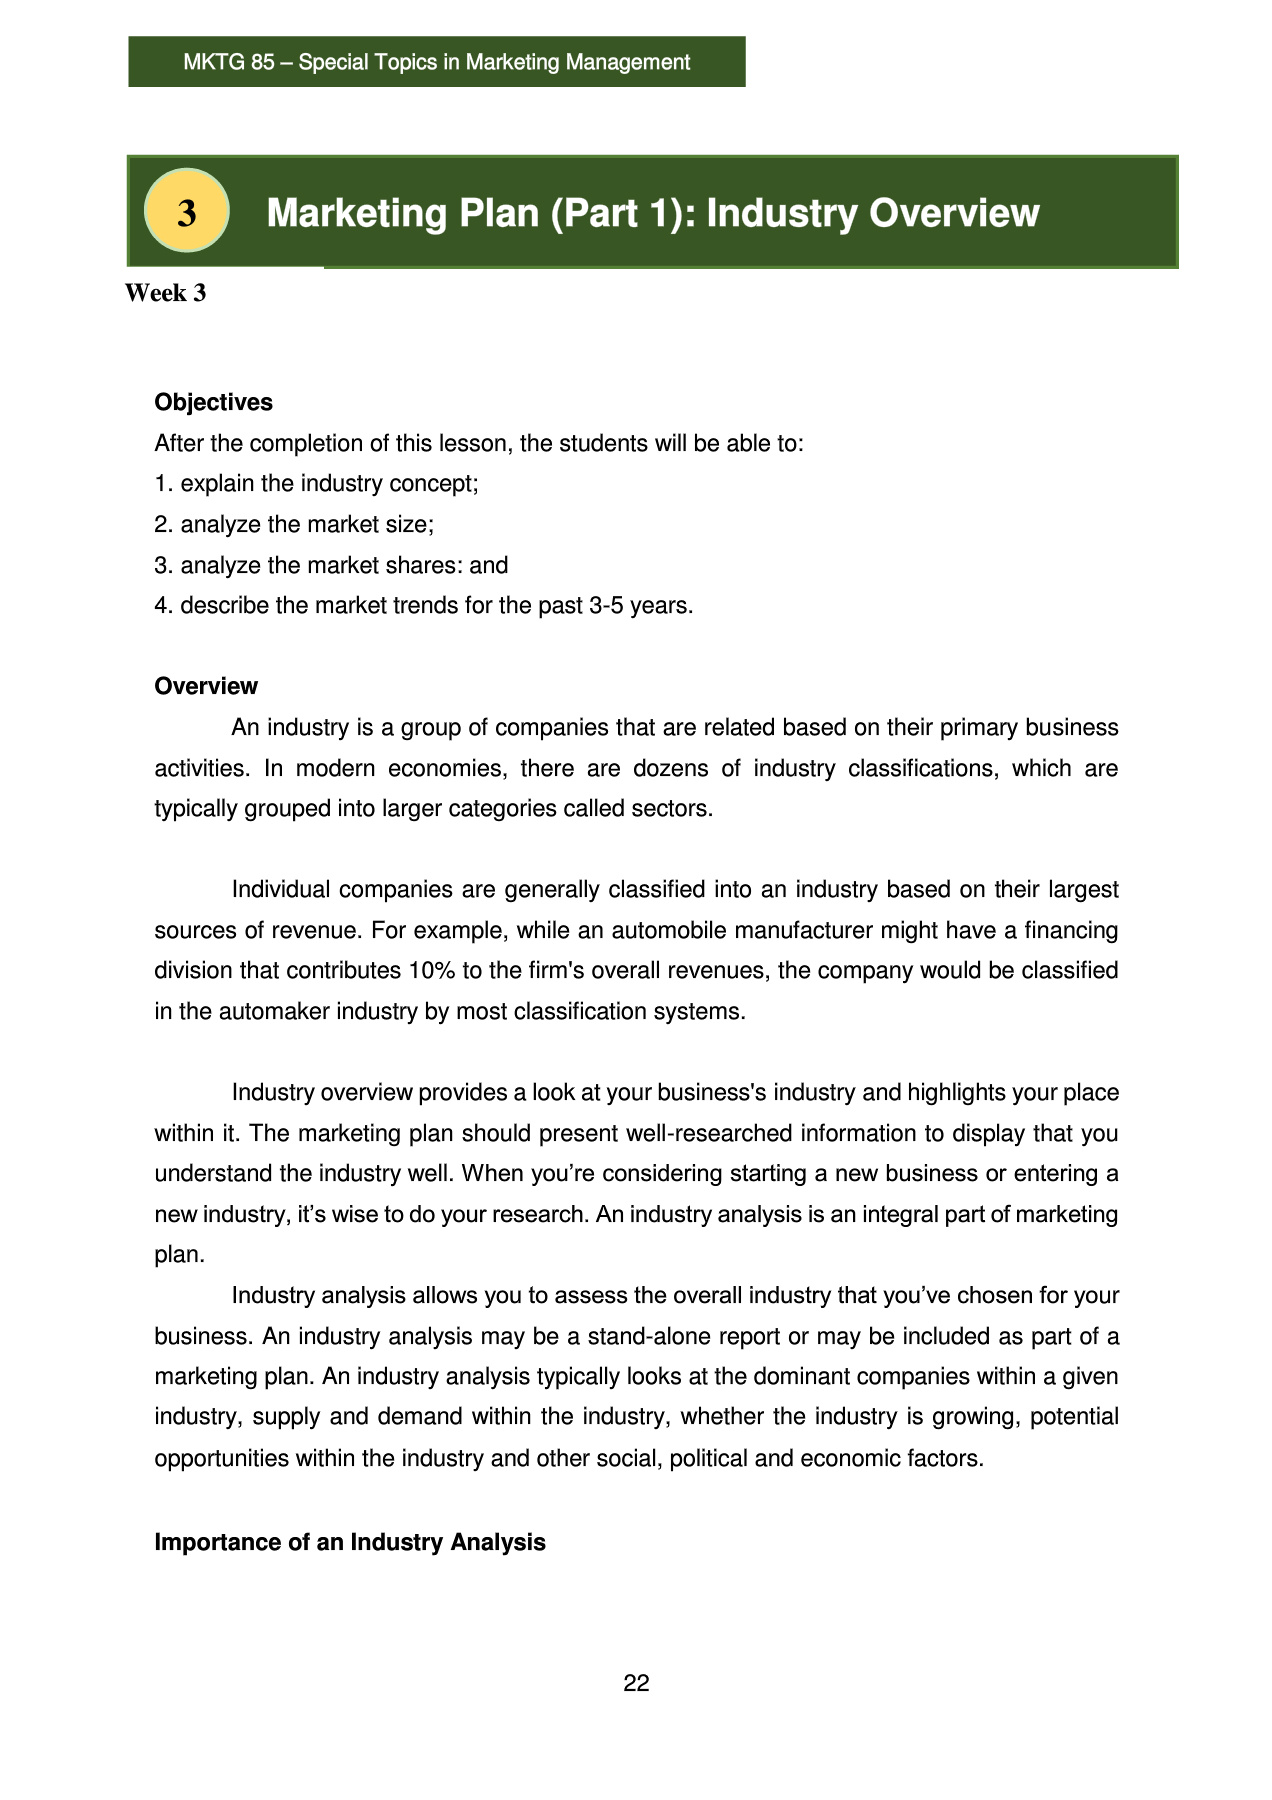 MKTG 85 – Special Topics in Marketing Management
3
Marketing Plan (Part 1): Industry Overview
Week 3
Objectives
After the completion of this lesson, the students will be able to:
1. explain the industry concept;
2. analyze the market size;
3. analyze the market shares: and
4. describe the market trends for the past 3-5 years.
Overview
An industry is a group of companies that are related based on their primary business
activities. In modern economies, there are dozens of industry classifications, which are
typically grouped into larger categories called sectors.
Individual companies are generally classified into an industry based on their largest
sources of revenue. For example, while an automobile manufacturer might have a financing
division that contributes 10% to the firm's overall revenues, the company would be classified
in the automaker industry by most classification systems.
Industry overview provides a look at your business's industry and highlights your place
within it. The marketing plan should present well-researched information to display that you
understand the industry well. When you’re considering starting a new business or entering a
new industry, it’s wise to do your research. An industry analysis is an integral part of marketing
plan.
Industry analysis allows you to assess the overall industry that you’ve chosen for your
business. An industry analysis may be a stand-alone report or may be included as part of a
marketing plan. An industry analysis typically looks at the dominant companies within a given
industry, supply and demand within the industry, whether the industry is growing, potential
opportunities within the industry and other social, political and economic factors.
Importance of an Industry Analysis
22